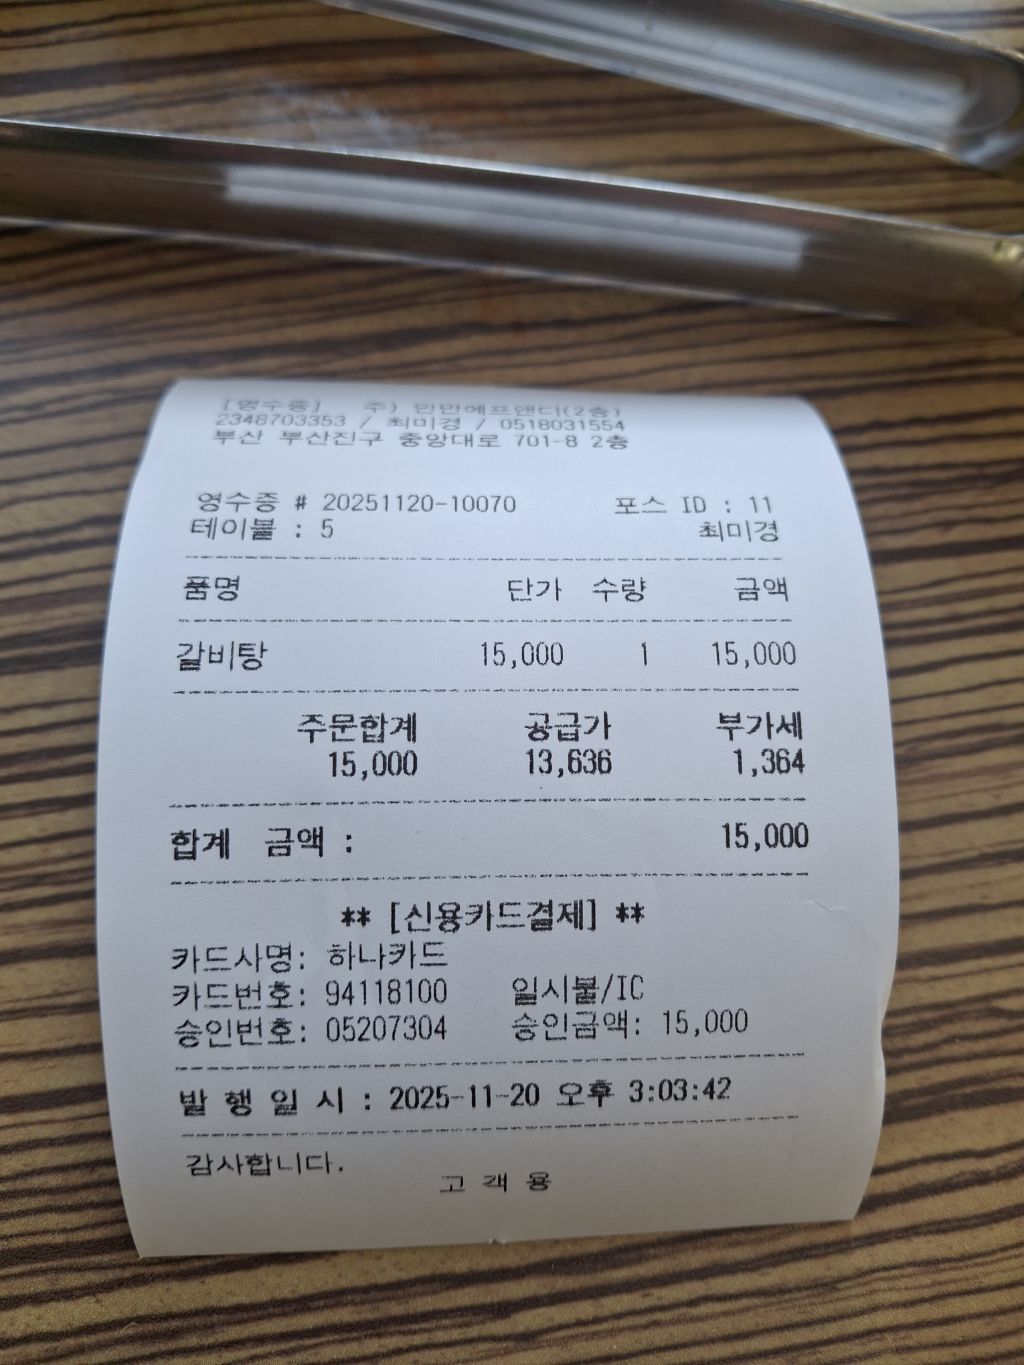 [영수증] 주) 민반에프앤디(2층)
2348703353 / 최미경 / 0518031554
부산 부산진구 중앙대로 701-8 2층
영수증 # 20251120-10070 포스 ID : 11
테이블 : 5 최미경
품명 단가 수량 금액
갈비탕 15,000 1 15,000
주문합계 공급가 부가세
15,000 13,636 1,364
합계 금액 : 15,000
** [신용카드결제] **
카드사명: 하나카드
카드번호: 94118100 일시불/IC
승인번호: 05207304 승인금액: 15,000
발 행 일 시 : 2025-11-20 오후 3:03:42
감사합니다.
고 객 용